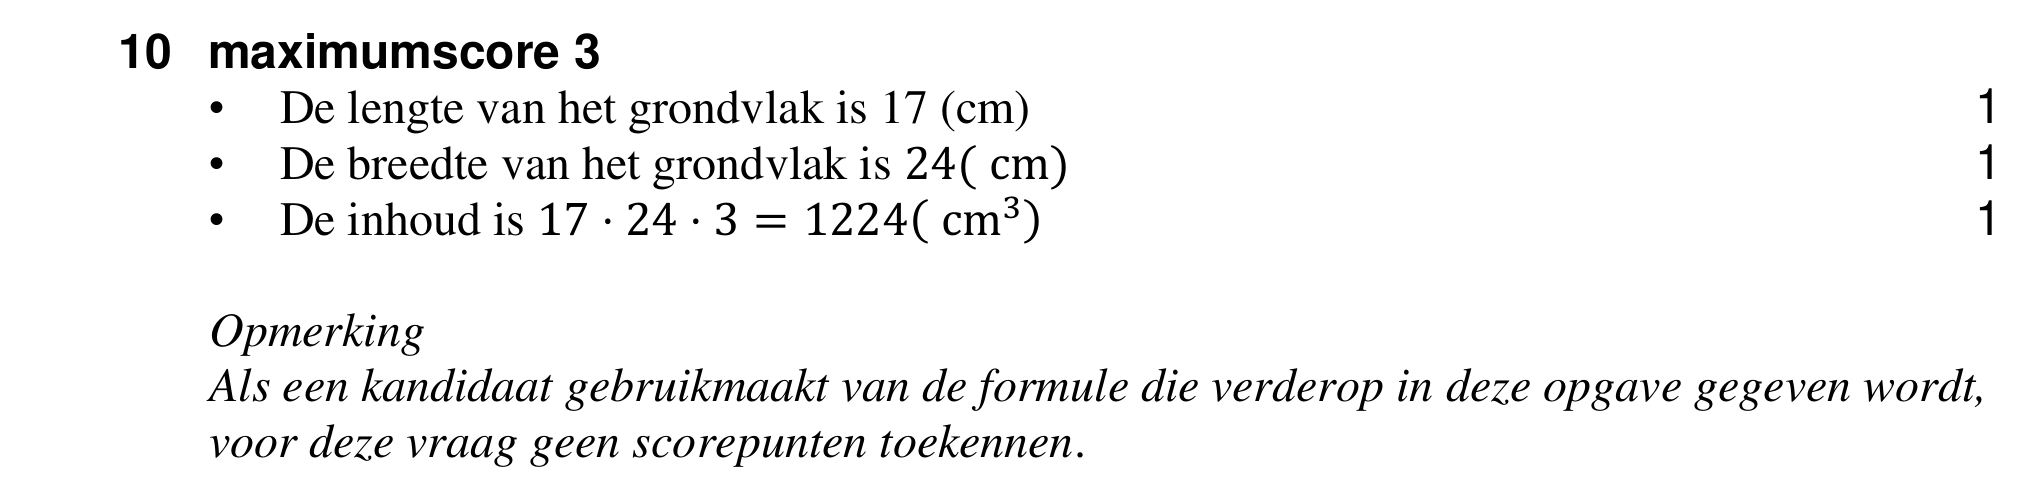 10 maximumscore 3
• De lengte van het grondvlak is 17 (cm) 1
• De breedte van het grondvlak is 24( cm) 1
• De inhoud is 17 · 24 · 3 = 1224( cm³) 1
Opmerking
Als een kandidaat gebruikmaakt van de formule die verderop in deze opgave gegeven wordt,
voor deze vraag geen scorepunten toekennen.